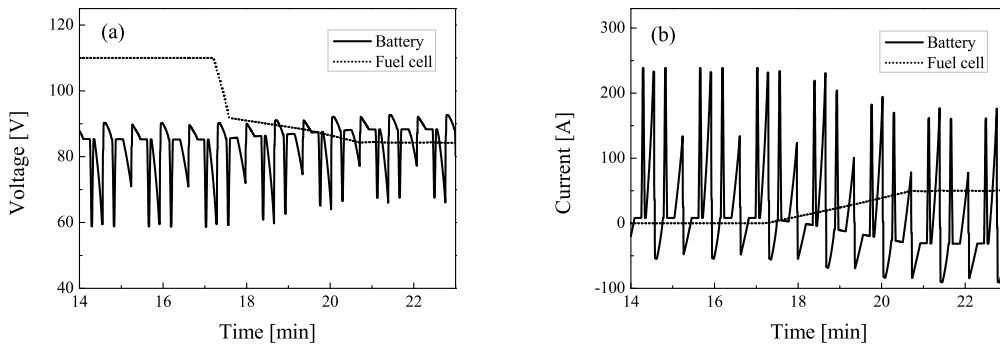 (a)
Battery
Fuel cell
Voltage [V]
120
100
80
60
40
14
16
18
20
22
Time [min]
(b)
Battery
Fuel cell
Current [A]
300
200
100
0
-100
14
16
18
20
22
Time [min]